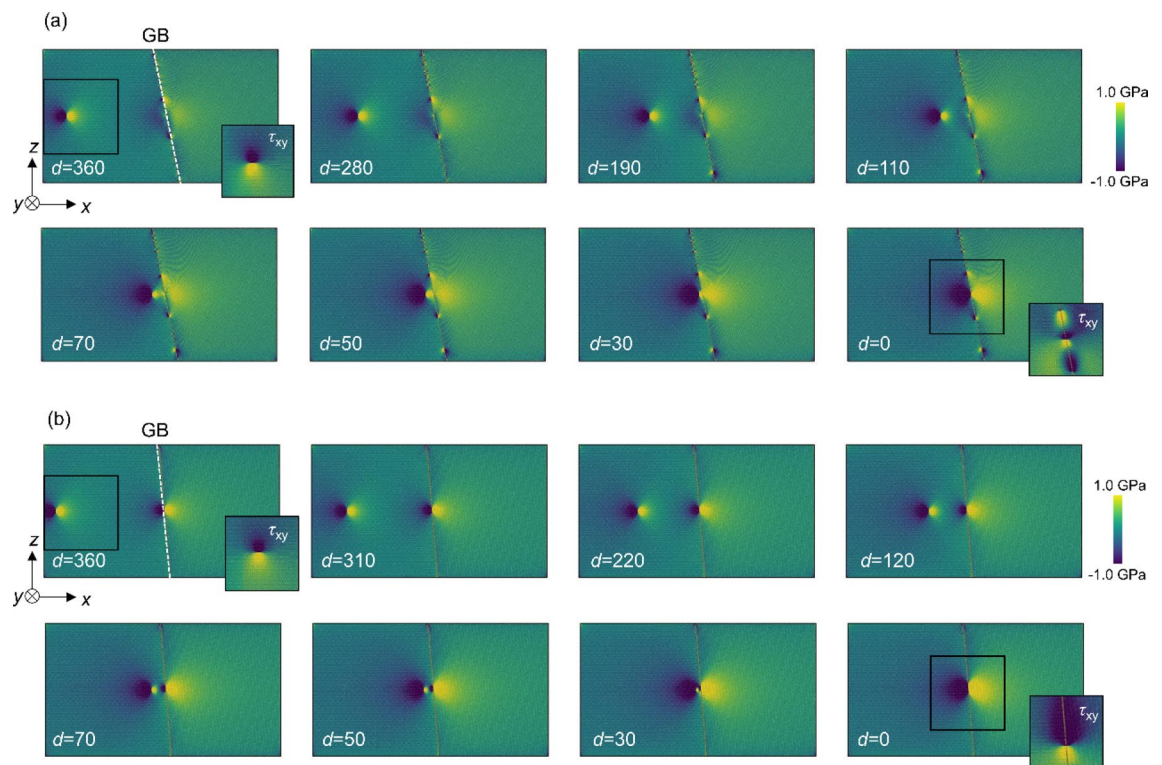 (a)
GB
1.0 GPa
-1.0 GPa
τxy
d=360
d=280
d=190
d=110
z
y
x
d=70
d=50
d=30
d=0
τxy
(b)
GB
1.0 GPa
-1.0 GPa
τxy
d=360
d=310
d=220
d=120
z
y
x
d=70
d=50
d=30
d=0
τxy